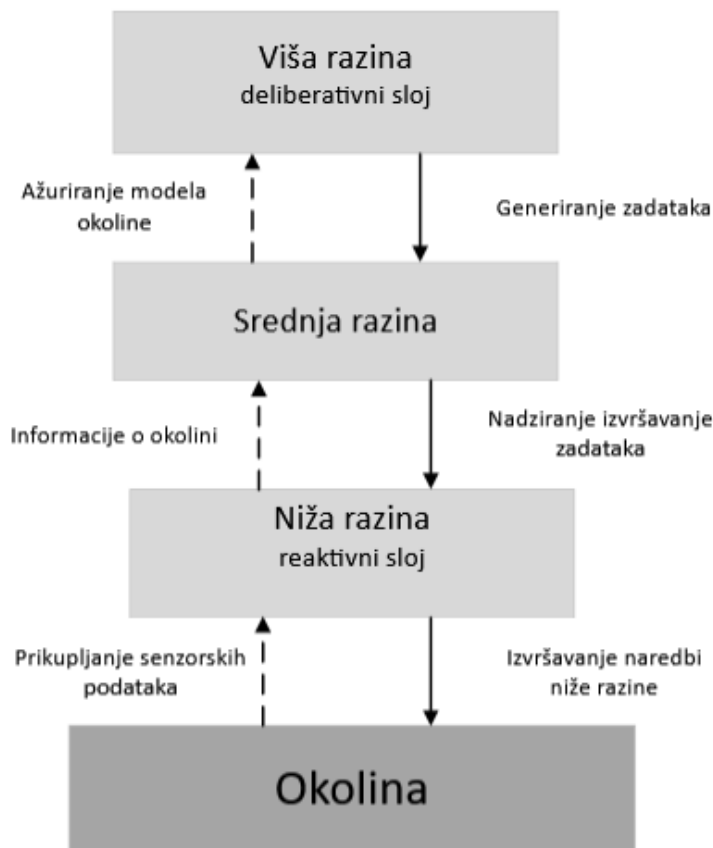 Viša razina
deliberativni sloj
Ažuriranje modela
okoline
Generiranje zadataka
Srednja razina
Informacije o okolini
Nadziranje izvršavanje
zadataka
Niža razina
reaktivni sloj
Prikupljanje senzorskih
podataka
Izvršavanje naredbi
niže razine
Okolina